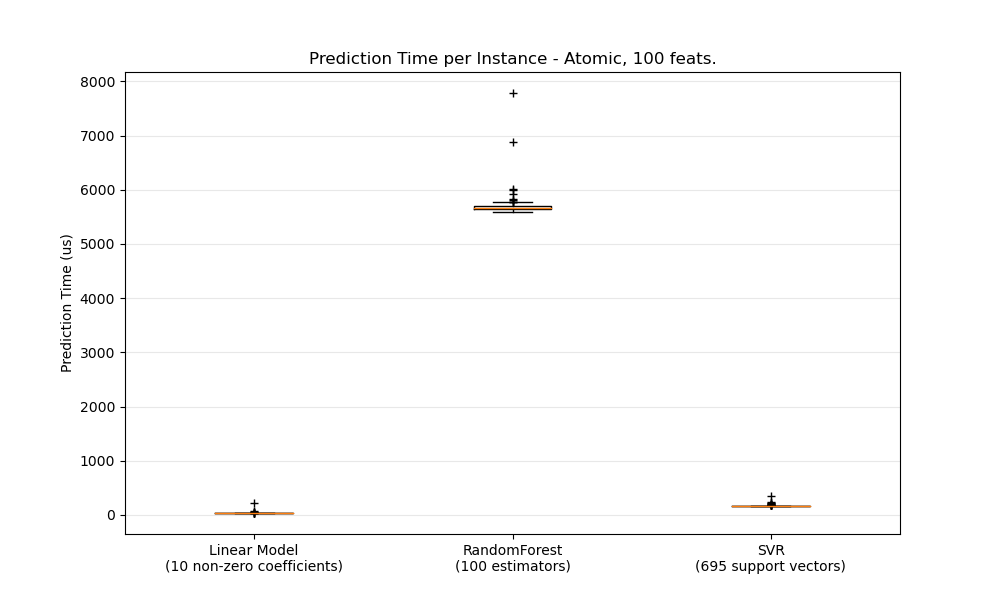 Prediction Time per Instance - Atomic, 100 feats.
Prediction Time (us)
8000
7000
6000
5000
4000
3000
2000
1000
0
Linear Model
(10 non-zero coefficients)
RandomForest
(100 estimators)
SVR
(695 support vectors)